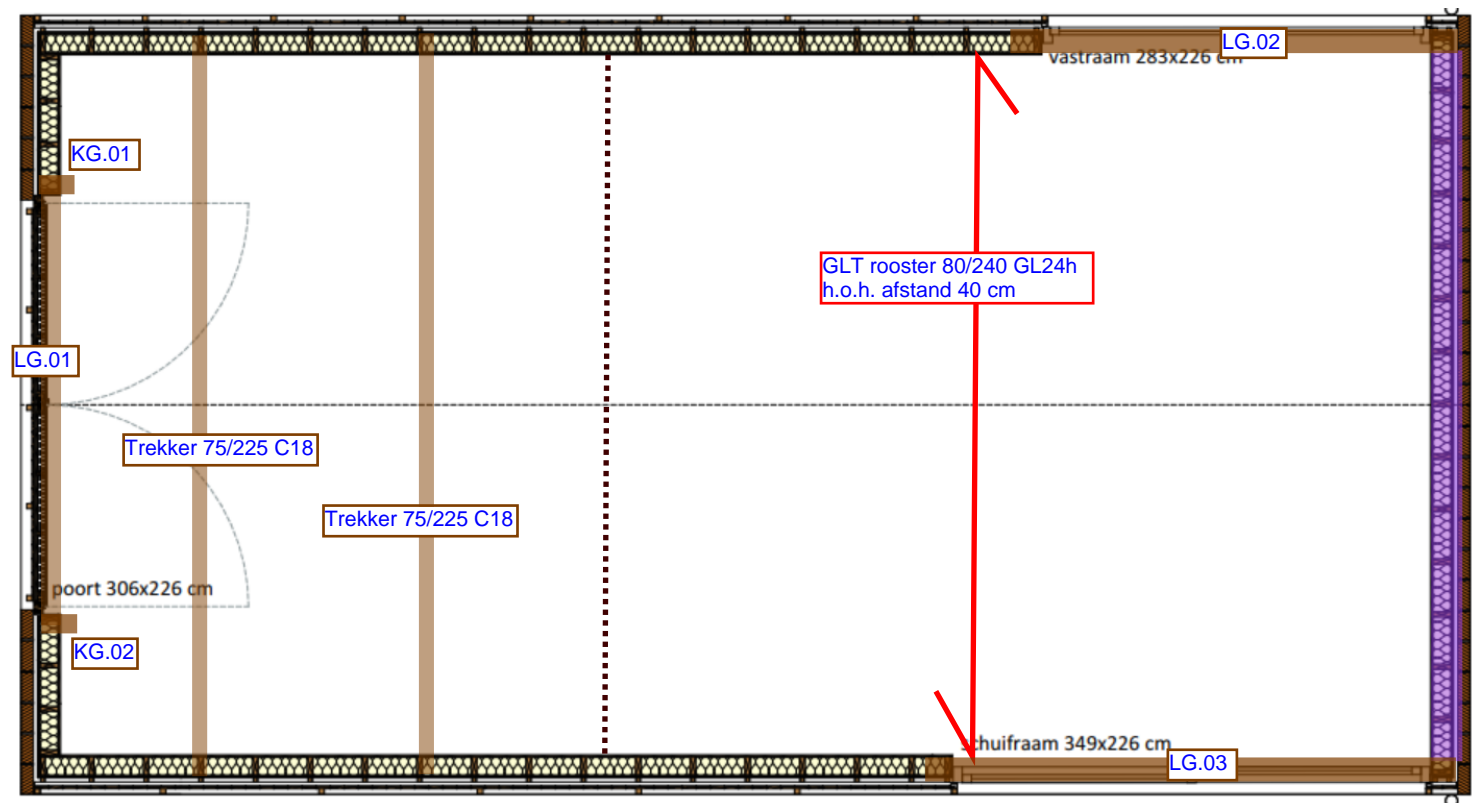 LG.02
vastraam 283x226 cm
KG.01
GLT rooster 80/240 GL24h
h.o.h. afstand 40 cm
LG.01
Trekker 75/225 C18
Trekker 75/225 C18
poort 306x226 cm
KG.02
schuifraam 349x226 cm
LG.03